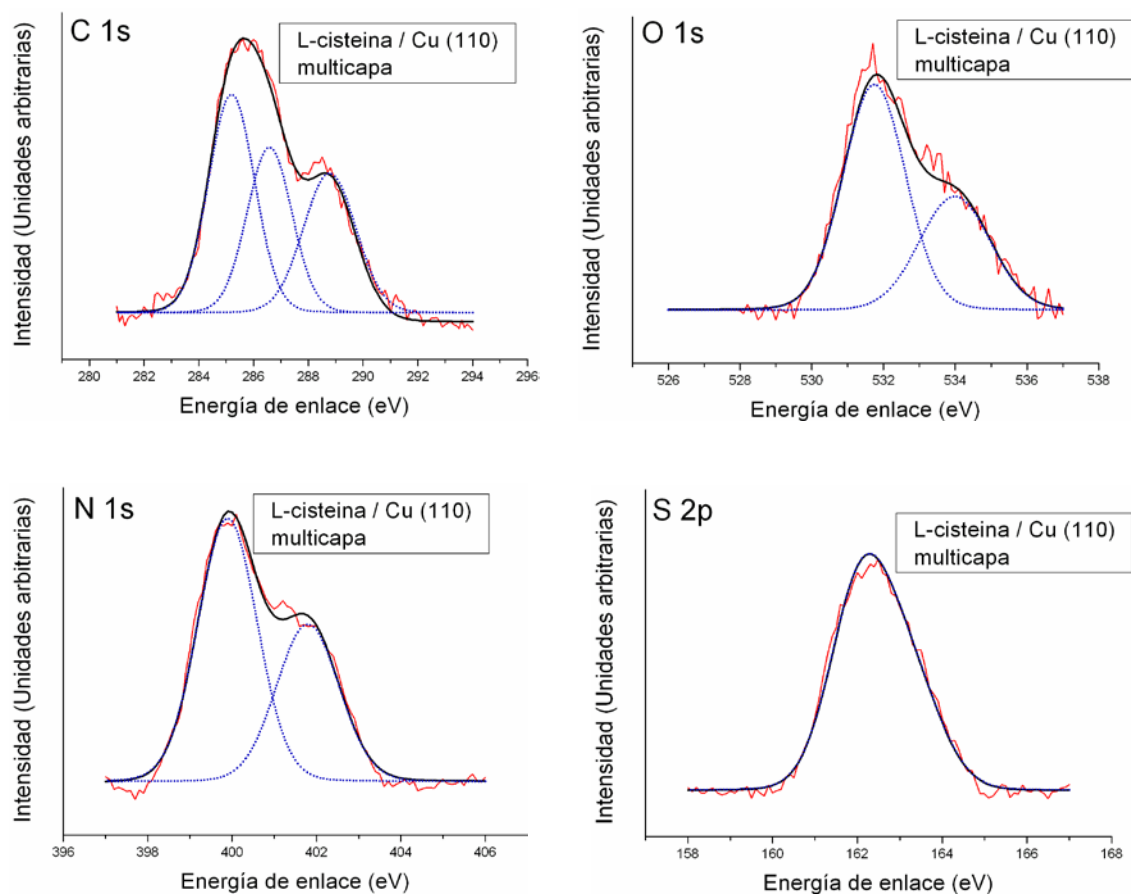 C 1s
L-cisteina / Cu (110)
multicapa
Intensidad (Unidades arbitrarias)
280 282 284 286 288 290 292 294 296
Energía de enlace (eV)
O 1s
L-cisteina / Cu (110)
multicapa
Intensidad (Unidades arbitrarias)
526 528 530 532 534 536 538
Energía de enlace (eV)
N 1s
L-cisteina / Cu (110)
multicapa
Intensidad (Unidades arbitrarias)
396 398 400 402 404 406
Energía de enlace (eV)
S 2p
L-cisteina / Cu (110)
multicapa
Intensidad (Unidades arbitrarias)
158 160 162 164 166 168
Energía de enlace (eV)